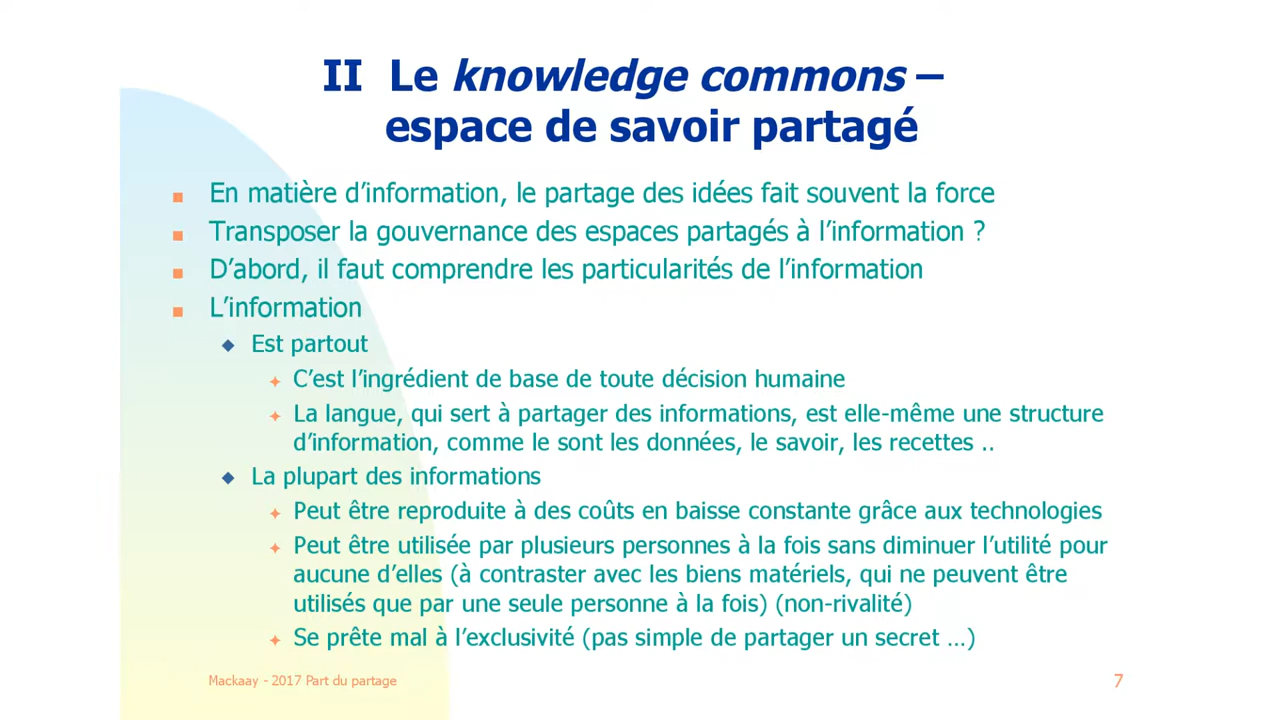 II Le knowledge commons –
espace de savoir partagé
En matière d’information, le partage des idées fait souvent la force
Transposer la gouvernance des espaces partagés à l’information ?
D’abord, il faut comprendre les particularités de l’information
L’information
Est partout
C’est l’ingrédient de base de toute décision humaine
La langue, qui sert à partager des informations, est elle-même une structure
d’information, comme le sont les données, le savoir, les recettes ..
La plupart des informations
Peut être reproduite à des coûts en baisse constante grâce aux technologies
Peut être utilisée par plusieurs personnes à la fois sans diminuer l’utilité pour
aucune d’elles (à contraster avec les biens matériels, qui ne peuvent être
utilisés que par une seule personne à la fois) (non-rivalité)
Se prête mal à l’exclusivité (pas simple de partager un secret …)
Mackaay - 2017 Part du partage
7